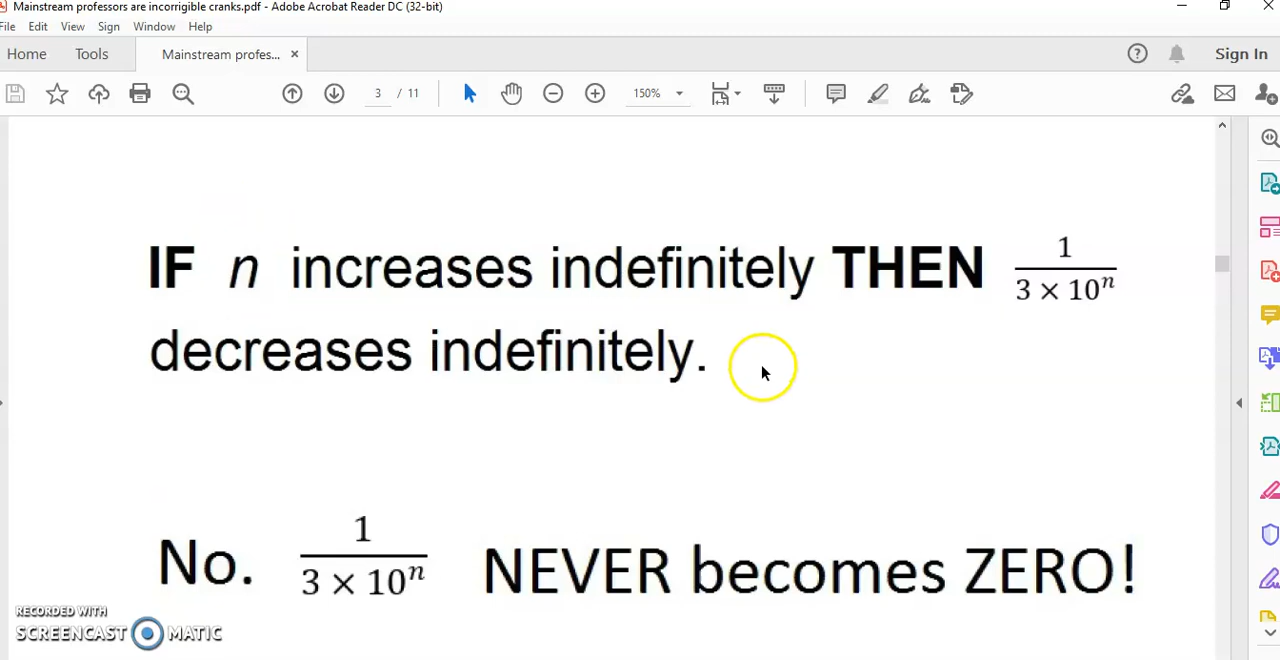 Mainstream professors are incorrigible cranks.pdf - Adobe Acrobat Reader DC (32-bit)
File Edit View Sign Window Help
Home Tools Mainstream profes... × Sign In
3 / 11 150%
IF n increases indefinitely THEN 1/(3 × 10ⁿ)
decreases indefinitely.
No. 1/(3 × 10ⁿ) NEVER becomes ZERO!
RECORDED WITH
SCREENCAST MATIC